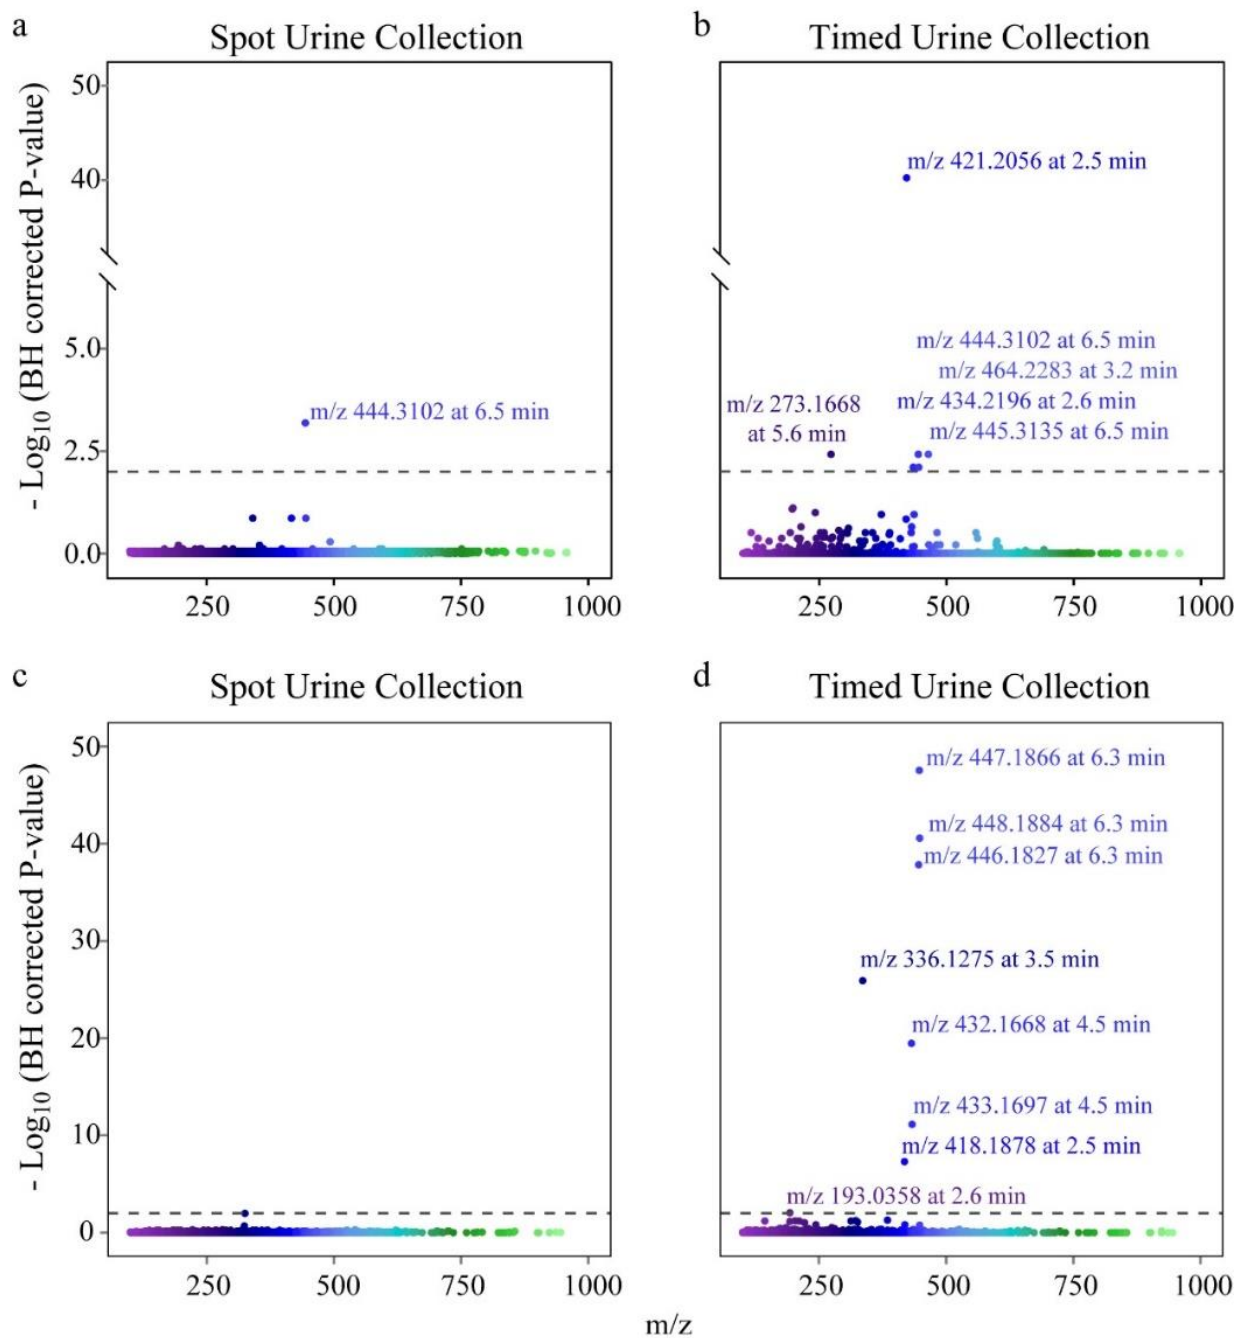 a
Spot Urine Collection
b
Timed Urine Collection
- Log10 (BH corrected P-value)
50
40
5.0
2.5
0.0
m/z 444.3102 at 6.5 min
250 500 750 1000
m/z 421.2056 at 2.5 min
m/z 444.3102 at 6.5 min
m/z 464.2283 at 3.2 min
m/z 273.1668
at 5.6 min
m/z 434.2196 at 2.6 min
m/z 445.3135 at 6.5 min
250 500 750 1000
c
Spot Urine Collection
d
Timed Urine Collection
- Log10 (BH corrected P-value)
50
40
30
20
10
0
250 500 750 1000
m/z 447.1866 at 6.3 min
m/z 448.1884 at 6.3 min
m/z 446.1827 at 6.3 min
m/z 336.1275 at 3.5 min
m/z 432.1668 at 4.5 min
m/z 433.1697 at 4.5 min
m/z 418.1878 at 2.5 min
m/z 193.0358 at 2.6 min
250 500 750 1000
m/z